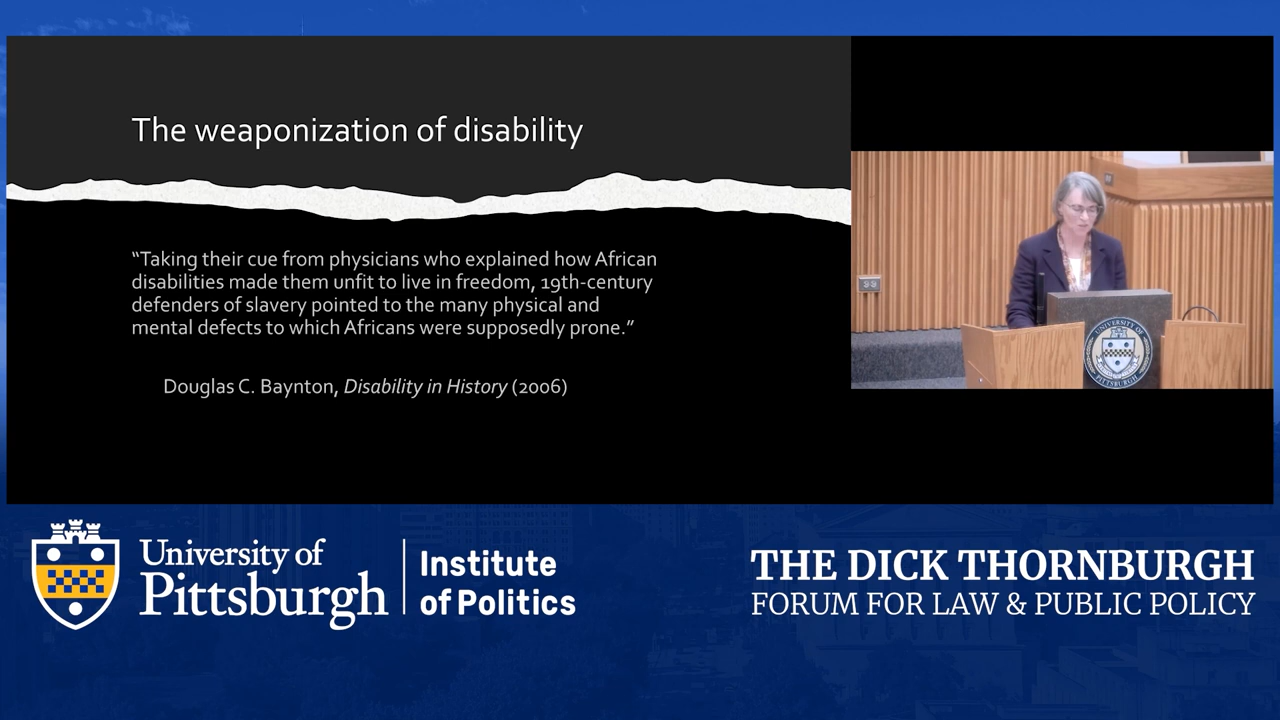 The weaponization of disability
“Taking their cue from physicians who explained how African
disabilities made them unfit to live in freedom, 19th-century
defenders of slavery pointed to the many physical and
mental defects to which Africans were supposedly prone.”
Douglas C. Baynton, Disability in History (2006)
UNIVERSITY OF
PITTSBURGH
University of
Pittsburgh
Institute
of Politics
THE DICK THORNBURGH
FORUM FOR LAW & PUBLIC POLICY